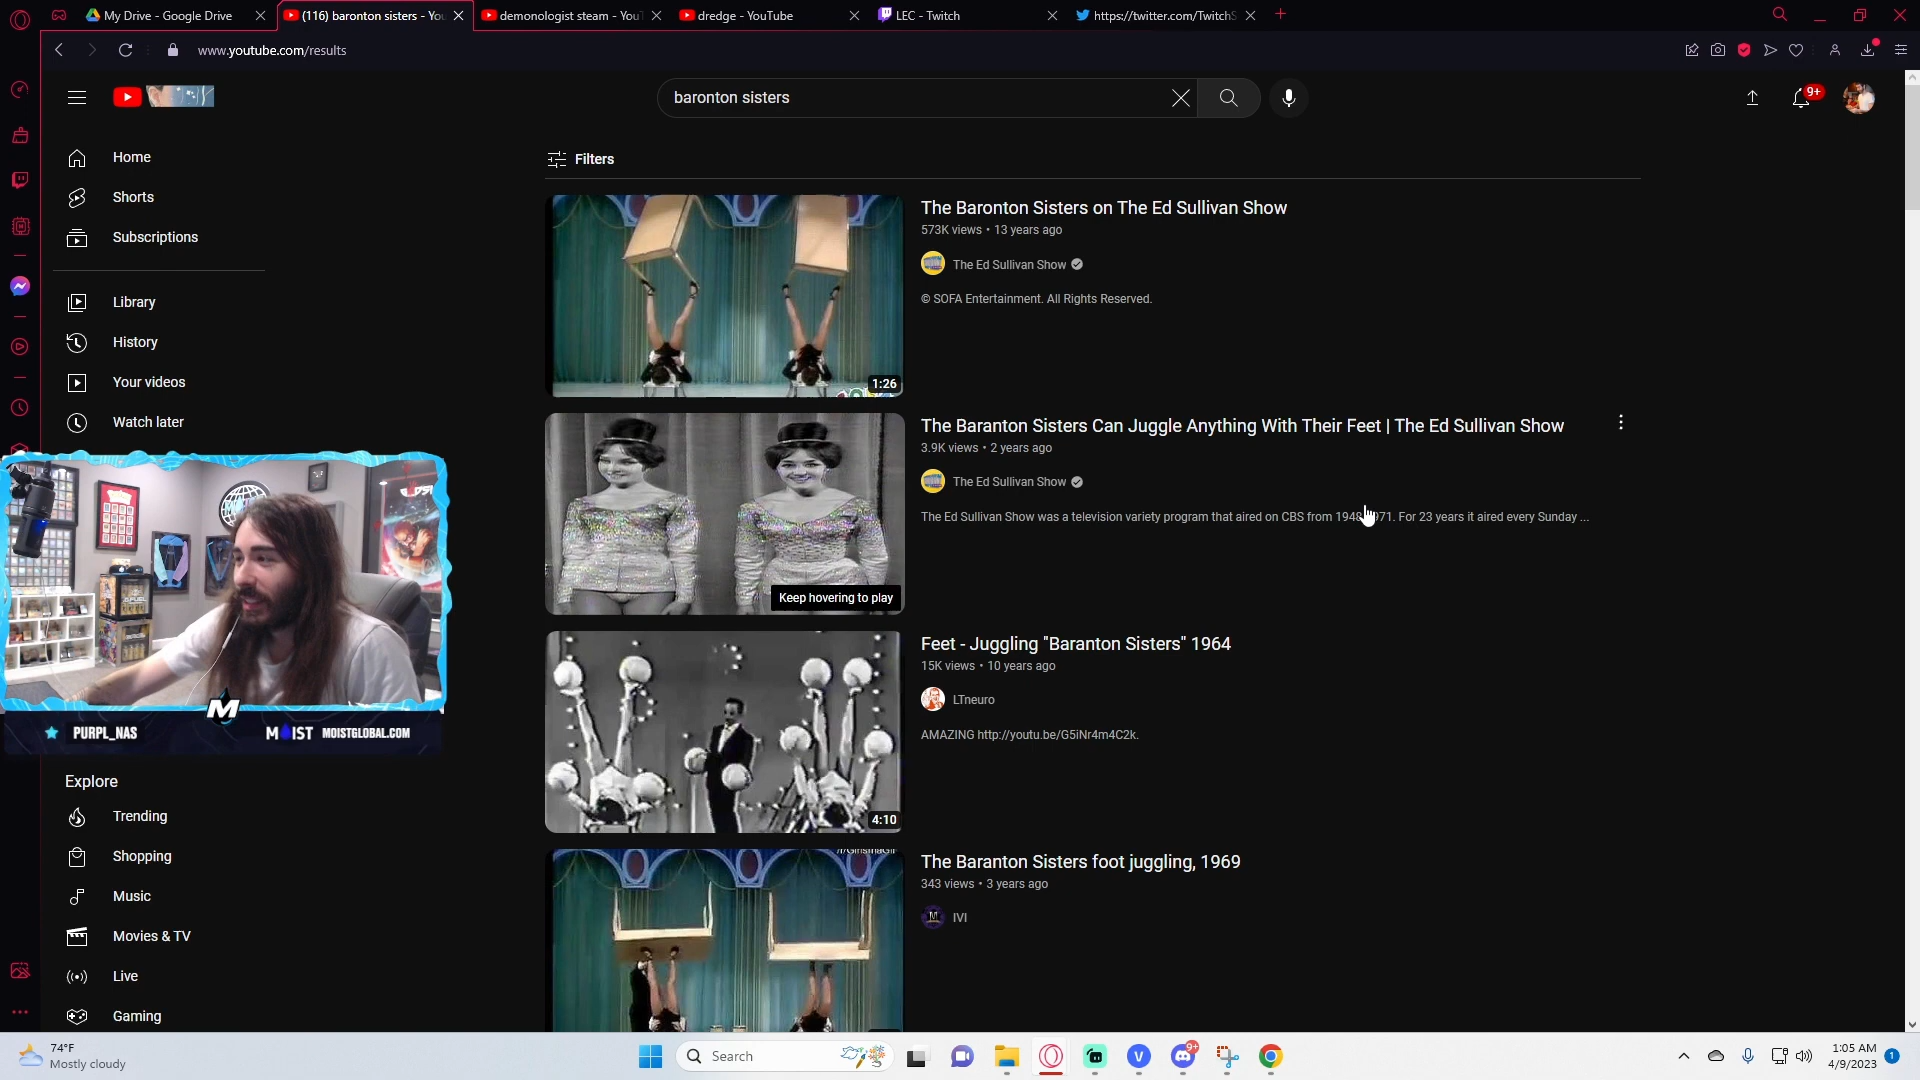 My Drive - Google Drive
(116) baronton sisters - You
demonologist steam - YouT
dredge - YouTube
LEC - Twitch
https://twitter.com/TwitchS
www.youtube.com/results
baronton sisters
9+
Home
Shorts
Subscriptions
Library
History
Your videos
Watch later
Filters
The Baronton Sisters on The Ed Sullivan Show
573K views • 13 years ago
The Ed Sullivan Show
© SOFA Entertainment. All Rights Reserved.
1:26
The Baranton Sisters Can Juggle Anything With Their Feet | The Ed Sullivan Show
3.9K views • 2 years ago
The Ed Sullivan Show
The Ed Sullivan Show was a television variety program that aired on CBS from 1948 971. For 23 years it aired every Sunday ...
Keep hovering to play
Feet - Juggling "Baranton Sisters" 1964
15K views • 10 years ago
LTneuro
AMAZING http://youtu.be/G5iNr4m4C2k.
4:10
The Baranton Sisters foot juggling, 1969
343 views • 3 years ago
IVI
PURPL_NAS
M
MOIST MOISTGLOBAL.COM
Explore
Trending
Shopping
Music
Movies & TV
Live
Gaming
74°F
Mostly cloudy
Search
9+
1:05 AM
4/9/2023
1